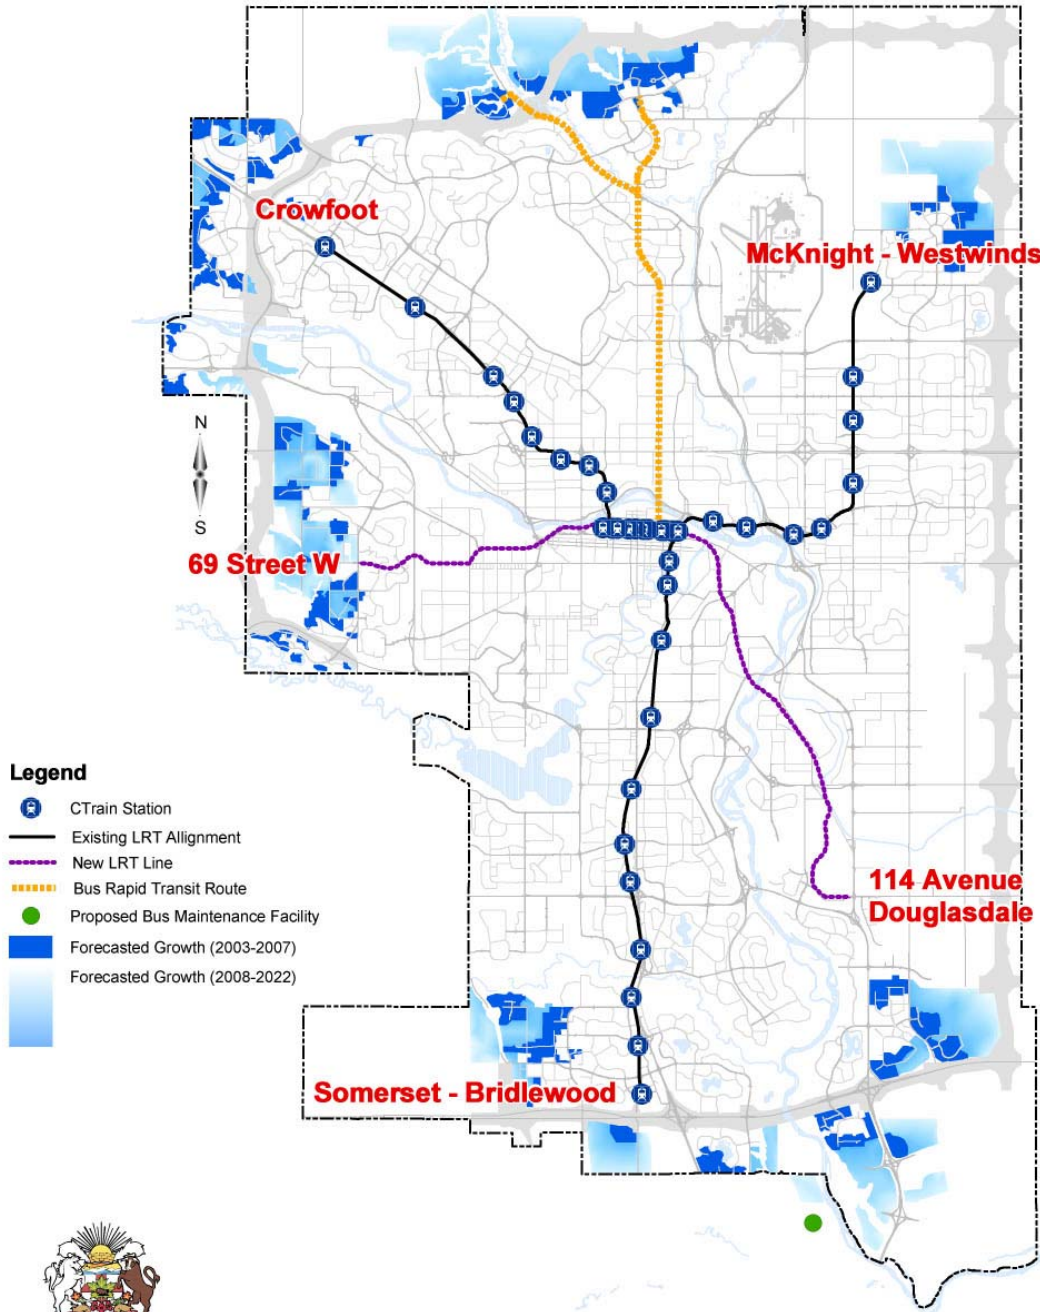 Crowfoot
McKnight - Westwinds
N
S
69 Street W
Legend
CTrain Station
Existing LRT Allignment
New LRT Line
Bus Rapid Transit Route
Proposed Bus Maintenance Facility
Forecasted Growth (2003-2007)
Forecasted Growth (2008-2022)
114 Avenue
Douglasdale
Somerset - Bridlewood